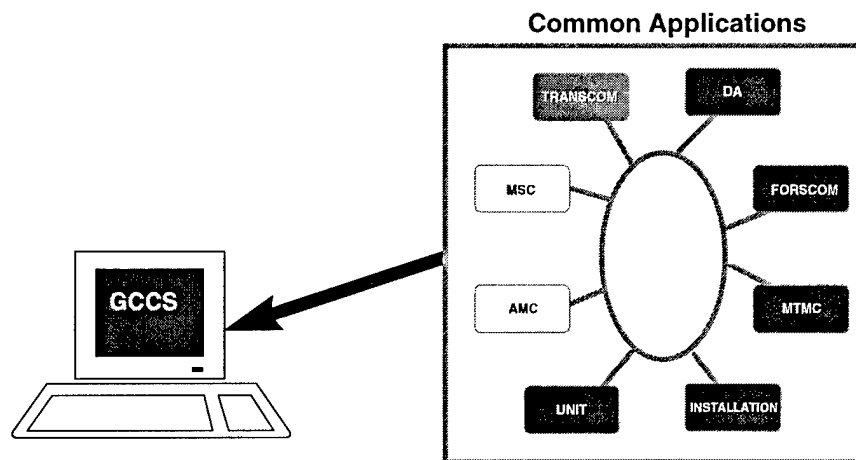 Common Applications
TRANSCOM
DA
MSC
FORSCOM
GCCS
AMC
MTMC
UNIT
INSTALLATION